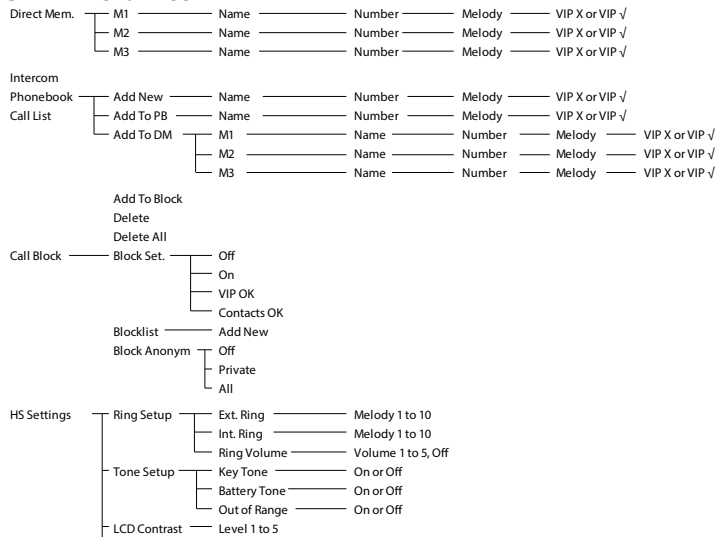 Direct Mem. M1 Name Number Melody VIP X or VIP √
M2 Name Number Melody VIP X or VIP √
M3 Name Number Melody VIP X or VIP √
Intercom
Phonebook Add New Name Number Melody VIP X or VIP √
Call List Add To PB Name Number Melody VIP X or VIP √
Add To DM M1 Name Number Melody VIP X or VIP √
M2 Name Number Melody VIP X or VIP √
M3 Name Number Melody VIP X or VIP √
Add To Block
Delete
Delete All
Call Block Block Set. Off
On
VIP OK
Contacts OK
Blocklist Add New
Block Anonym Off
Private
All
HS Settings Ring Setup Ext. Ring Melody 1 to 10
Int. Ring Melody 1 to 10
Ring Volume Volume 1 to 5, Off
Tone Setup Key Tone On or Off
Battery Tone On or Off
Out of Range On or Off
LCD Contrast Level 1 to 5